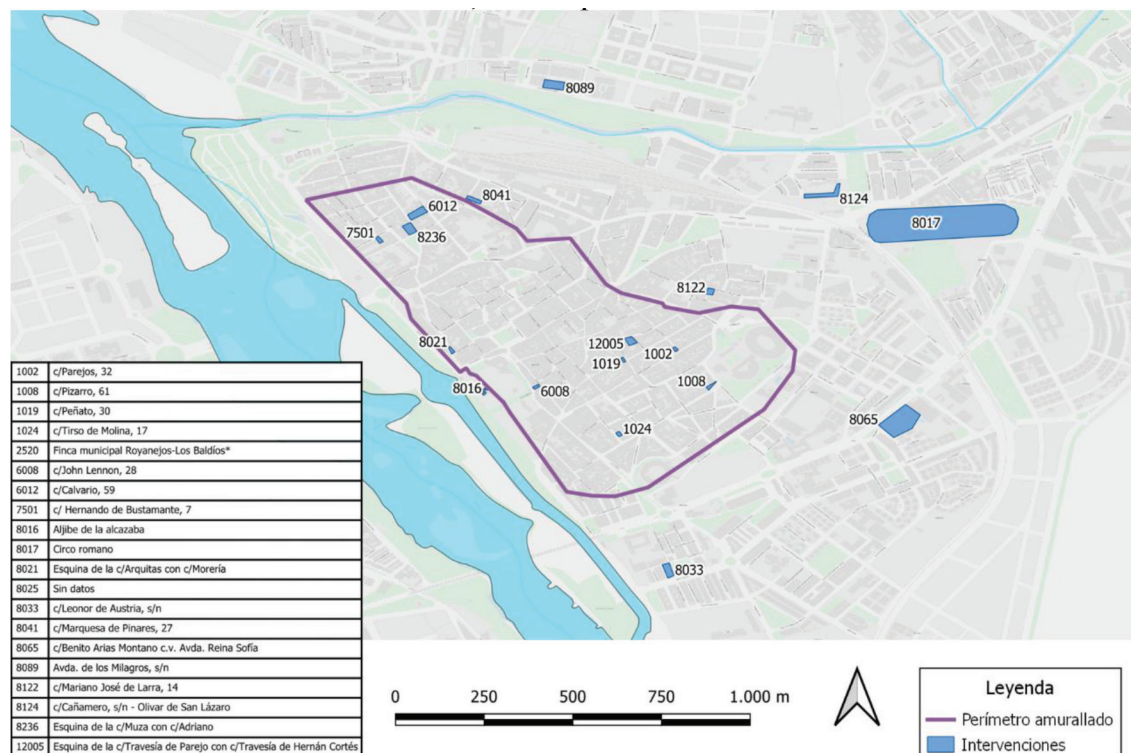 8089
8041
6012
8236
7501
8124
8017
8122
12005
1002
1019
8021
8016
6008
1008
1024
8065
8033
1002 c/Parejos, 32
1008 c/Pizarro, 61
1019 c/Peñato, 30
1024 c/Tirso de Molina, 17
2520 Finca municipal Royanejos-Los Baldíos*
6008 c/John Lennon, 28
6012 c/Calvario, 59
7501 c/ Hernando de Bustamante, 7
8016 Aljibe de la alcazaba
8017 Circo romano
8021 Esquina de la c/Arquitas con c/Morería
8025 Sin datos
8033 c/Leonor de Austria, s/n
8041 c/Marquesa de Pinares, 27
8065 c/Benito Arias Montano c.v. Avda. Reina Sofía
8089 Avda. de los Milagros, s/n
8122 c/Mariano José de Larra, 14
8124 c/Cañamero, s/n - Olivar de San Lázaro
8236 Esquina de la c/Muza con c/Adriano
12005 Esquina de la c/Travesía de Parejo con c/Travesía de Hernán Cortés
0 250 500 750 1.000 m
Leyenda
Perímetro amurallado
Intervenciones